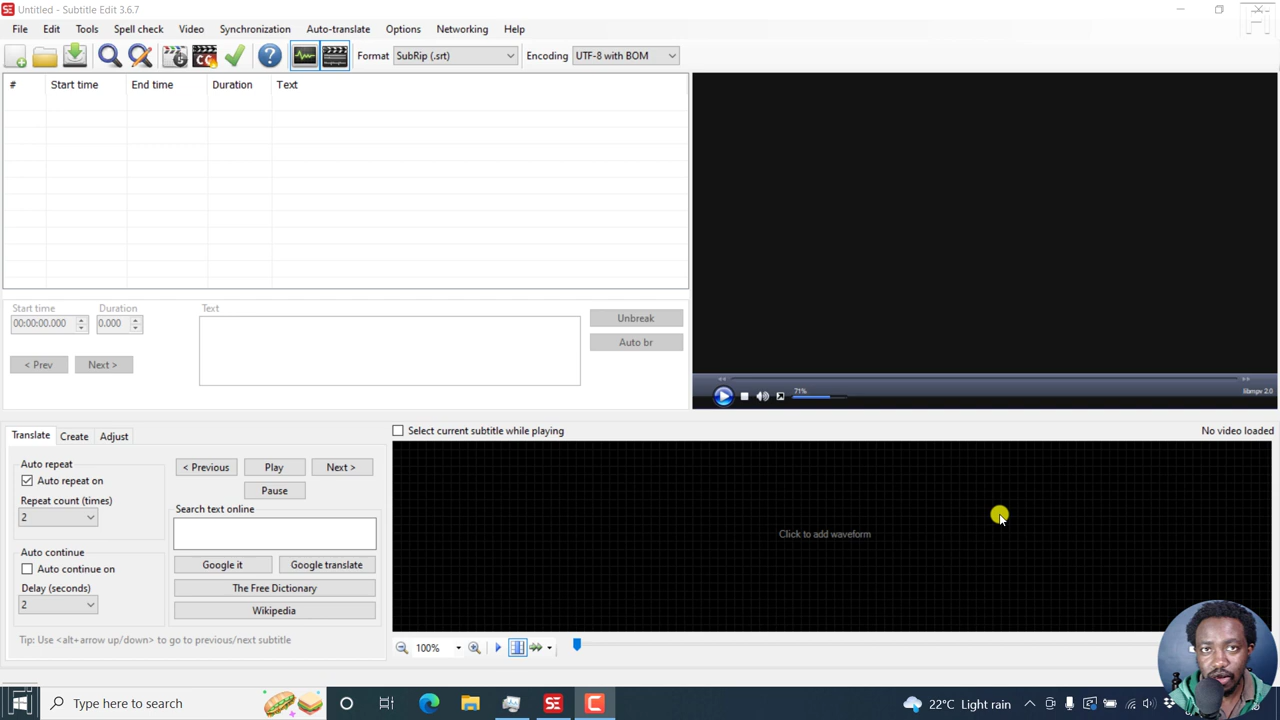 Untitled - Subtitle Edit 3.6.7
File Edit Tools Spell check Video Synchronization Auto-translate Options Networking Help
Format SubRip (.srt) Encoding UTF-8 with BOM
# Start time End time Duration Text
Start time Duration Text
00:00:00.000 0.000
Unbreak
Auto br
< Prev Next >
71%
libmpv 2.0
Translate Create Adjust
Select current subtitle while playing No video loaded
Auto repeat
Auto repeat on
Repeat count (times)
2
Auto continue
Auto continue on
Delay (seconds)
2
< Previous Play Next >
Pause
Search text online
Google it Google translate
The Free Dictionary
Wikipedia
Tip: Use <alt+arrow up/down> to go to previous/next subtitle
Click to add waveform
100%
Type here to search
22°C Light rain